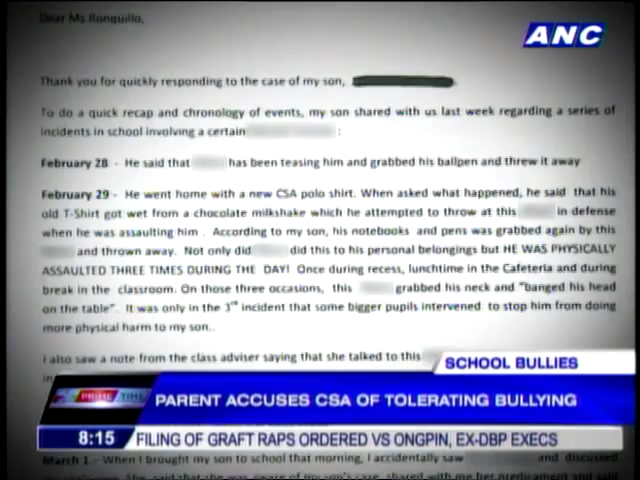 Dear Ms Ronquillo,
ANC
Thank you for quickly responding to the case of my son,
To do a quick recap and chronology of events, my son shared with us last week regarding a series of
incidents in school involving a certain :
February 28 - He said that has been teasing him and grabbed his ballpen and threw it away
February 29 - He went home with a new CSA polo shirt. When asked what happened, he said that his
old T-Shirt got wet from a chocolate milkshake which he attempted to throw at this in defense
when he was assaulting him . According to my son, his notebooks and pens was grabbed again by this
and thrown away. Not only did did this to his personal belongings but HE WAS PHYSICALLY
ASSAULTED THREE TIMES DURING THE DAY! Once during recess, lunchtime in the Cafeteria and during
break in the classroom. On those three occasions, this grabbed his neck and "banged his head
on the table". It was only in the 3rd incident that some bigger pupils intervened to stop him from doing
more physical harm to my son..
I also saw a note from the class adviser saying that she talked to this
SCHOOL BULLIES
in
PRIME TIME
PARENT ACCUSES CSA OF TOLERATING BULLYING
8:15 FILING OF GRAFT RAPS ORDERED VS ONGPIN, EX-DBP EXECS
March 1 - When I brought my son to school that morning, I accidentally saw and discussed